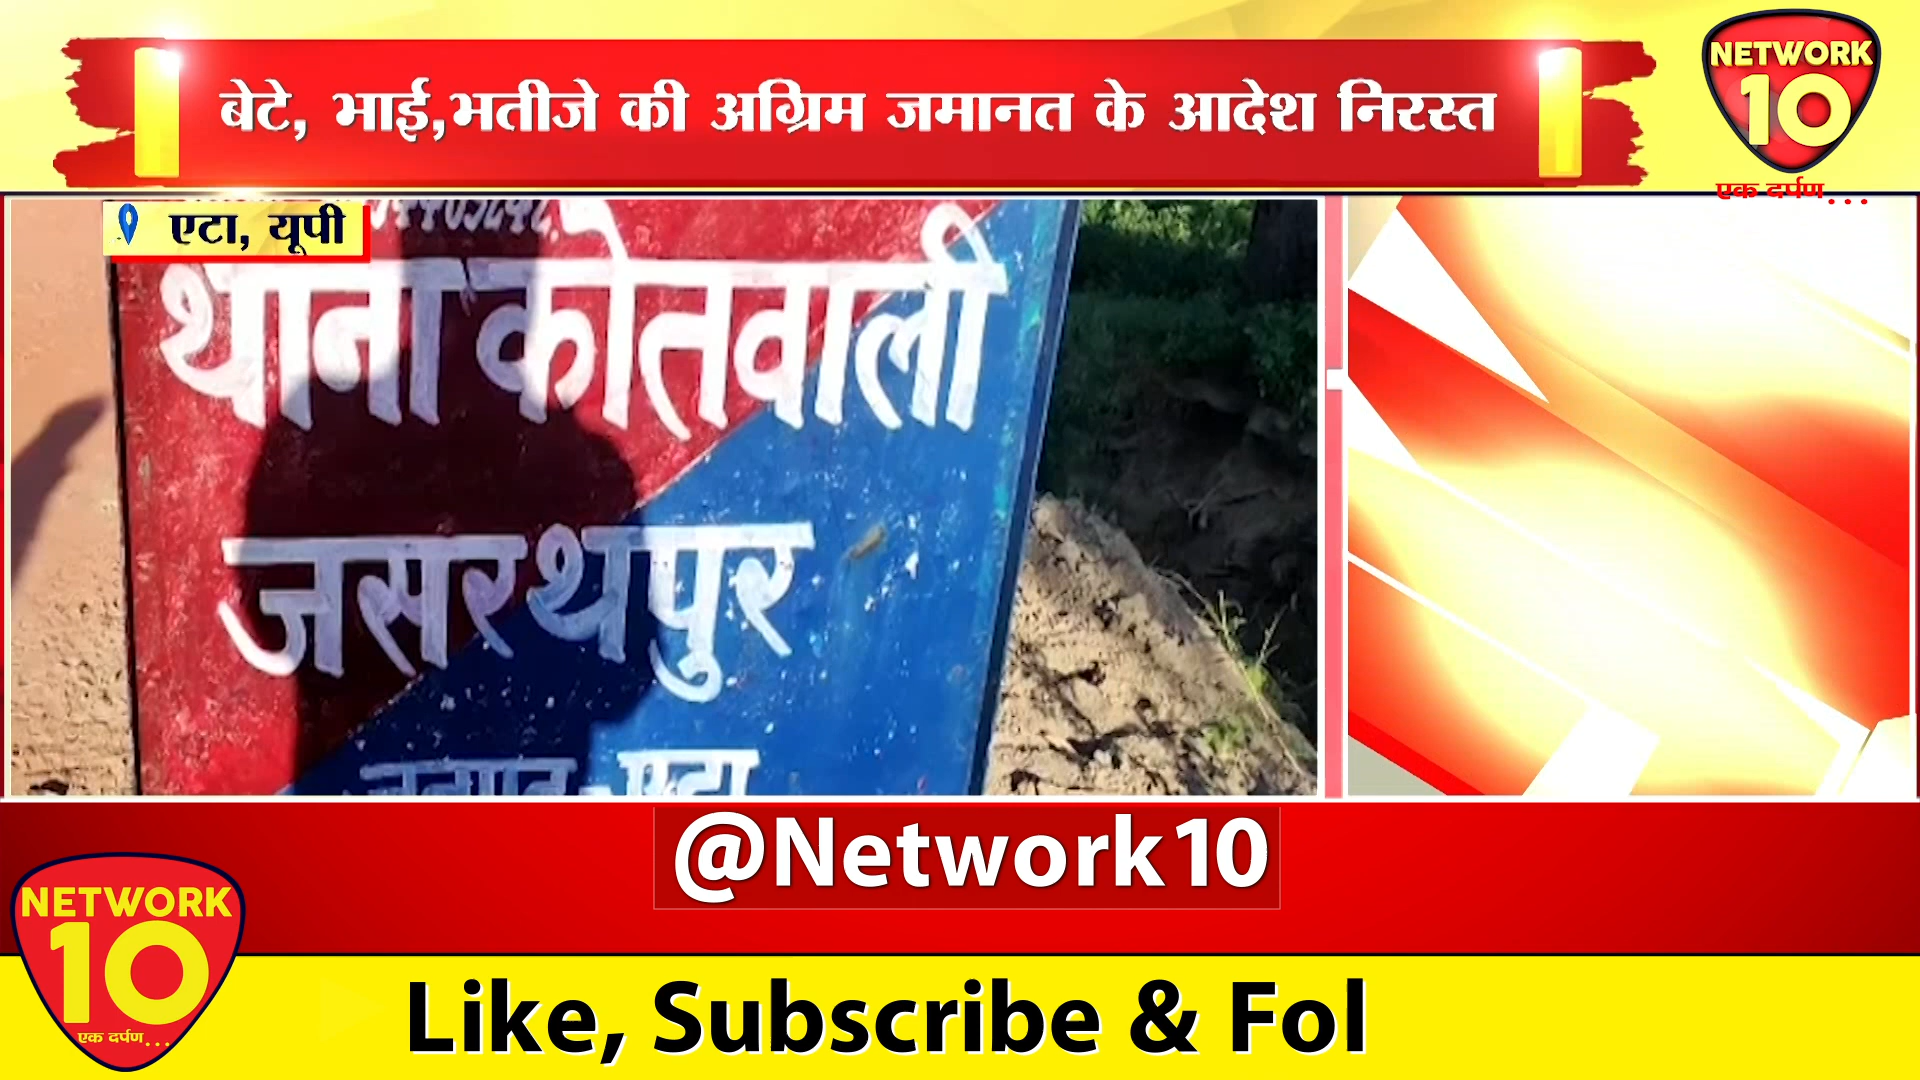 बेटे, भाई,भतीजे की अग्रिम जमानत के आदेश निरस्त
NETWORK
10
एक दर्पण...
एटा, यूपी
थाना कोतवाली
जसरथपुर
@Network10
NETWORK
10
एक दर्पण...
Like, Subscribe & Fol